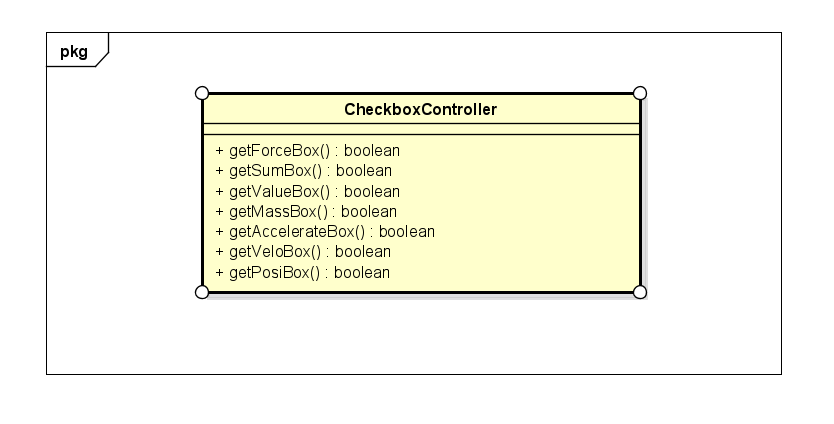 pkg
CheckboxController
+ getForceBox() : boolean
+ getSumBox() : boolean
+ getValueBox() : boolean
+ getMassBox() : boolean
+ getAccelerateBox() : boolean
+ getVeloBox() : boolean
+ getPosiBox() : boolean